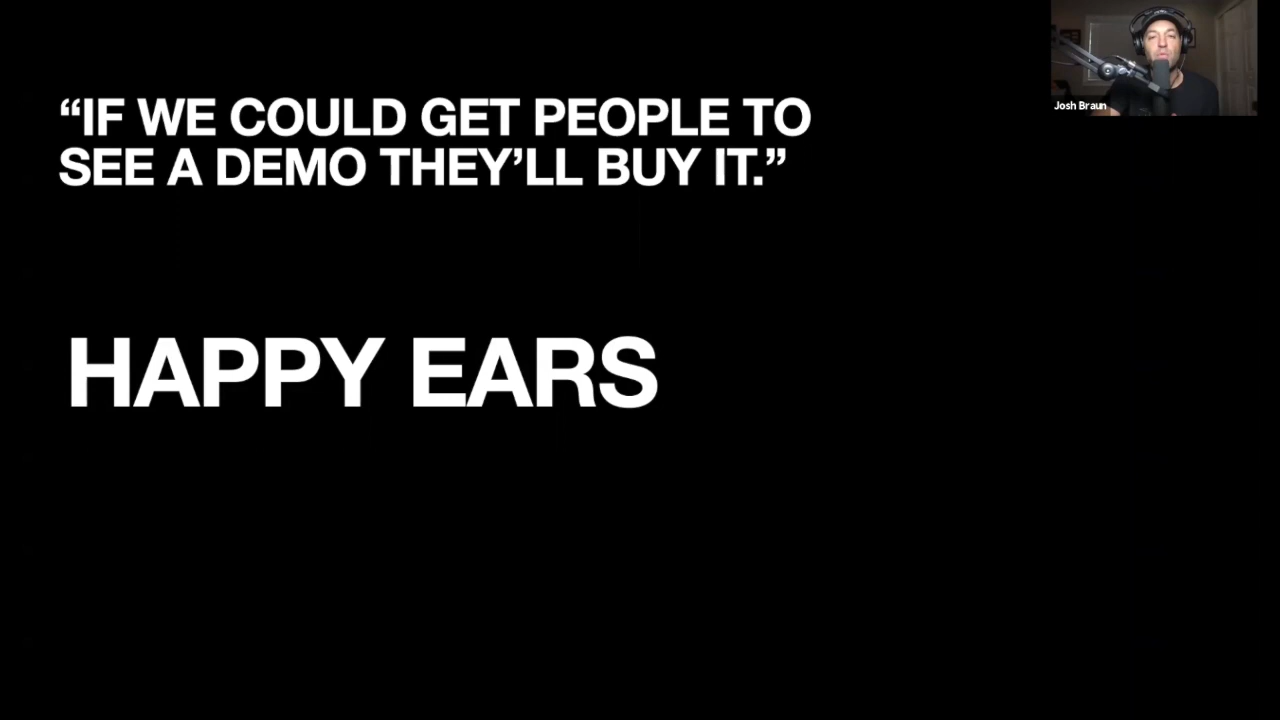 “IF WE COULD GET PEOPLE TO
SEE A DEMO THEY’LL BUY IT.”
HAPPY EARS
Josh Braun